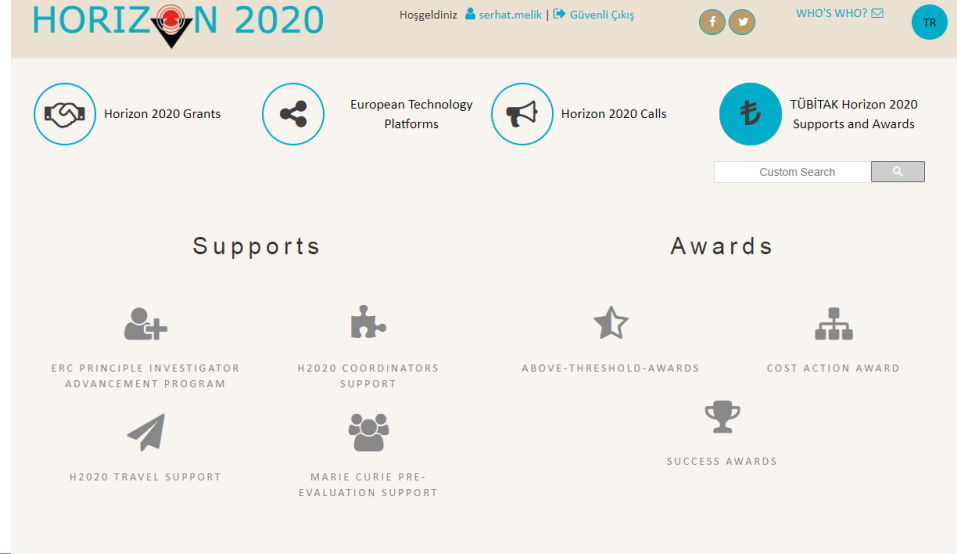 HORIZON 2020
Hoşgeldiniz serhat.melik | Güvenli Çıkış
WHO'S WHO?
TR
Horizon 2020 Grants
European Technology
Platforms
Horizon 2020 Calls
TÜBİTAK Horizon 2020
Supports and Awards
Custom Search
Supports
Awards
ERC PRINCIPLE INVESTIGATOR
ADVANCEMENT PROGRAM
H2020 COORDINATORS
SUPPORT
ABOVE-THRESHOLD-AWARDS
COST ACTION AWARD
H2020 TRAVEL SUPPORT
MARIE CURIE PRE-
EVALUATION SUPPORT
SUCCESS AWARDS